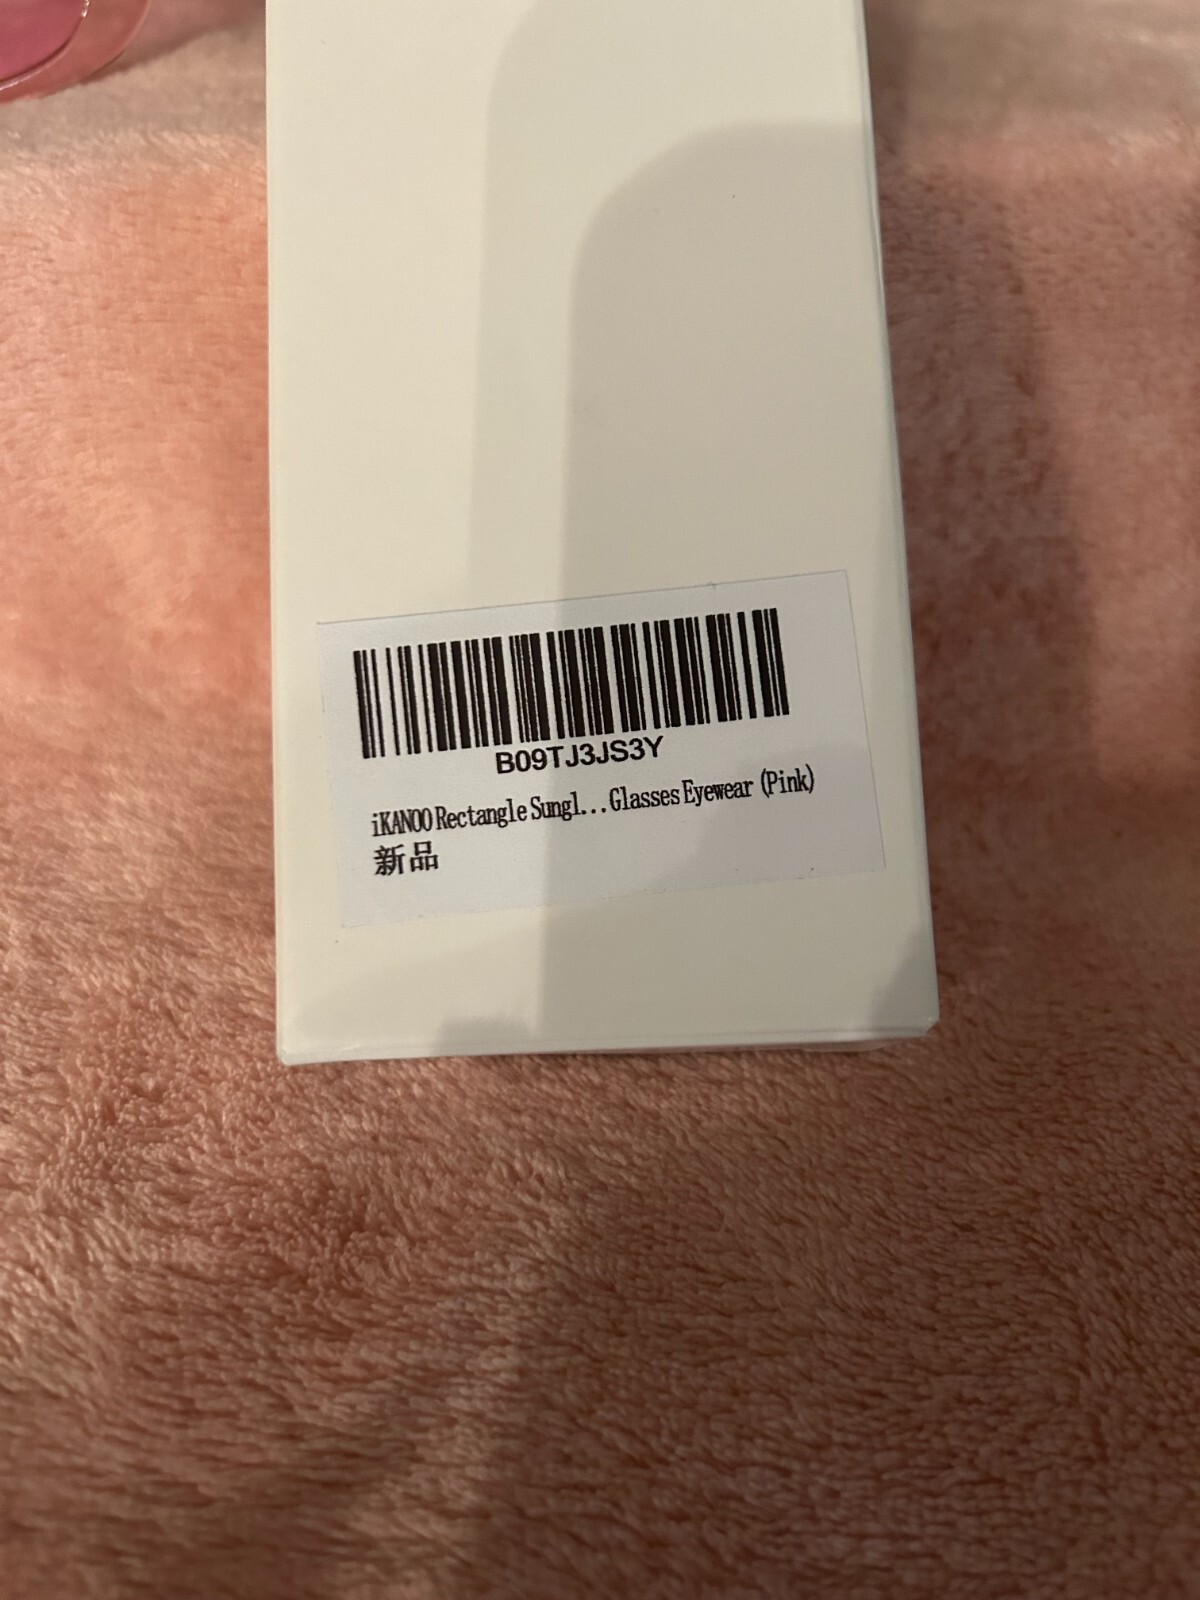 B09TJ3JS3Y
iKANOO Rectangle Sungl...Glasses Eyewear (Pink)
新品